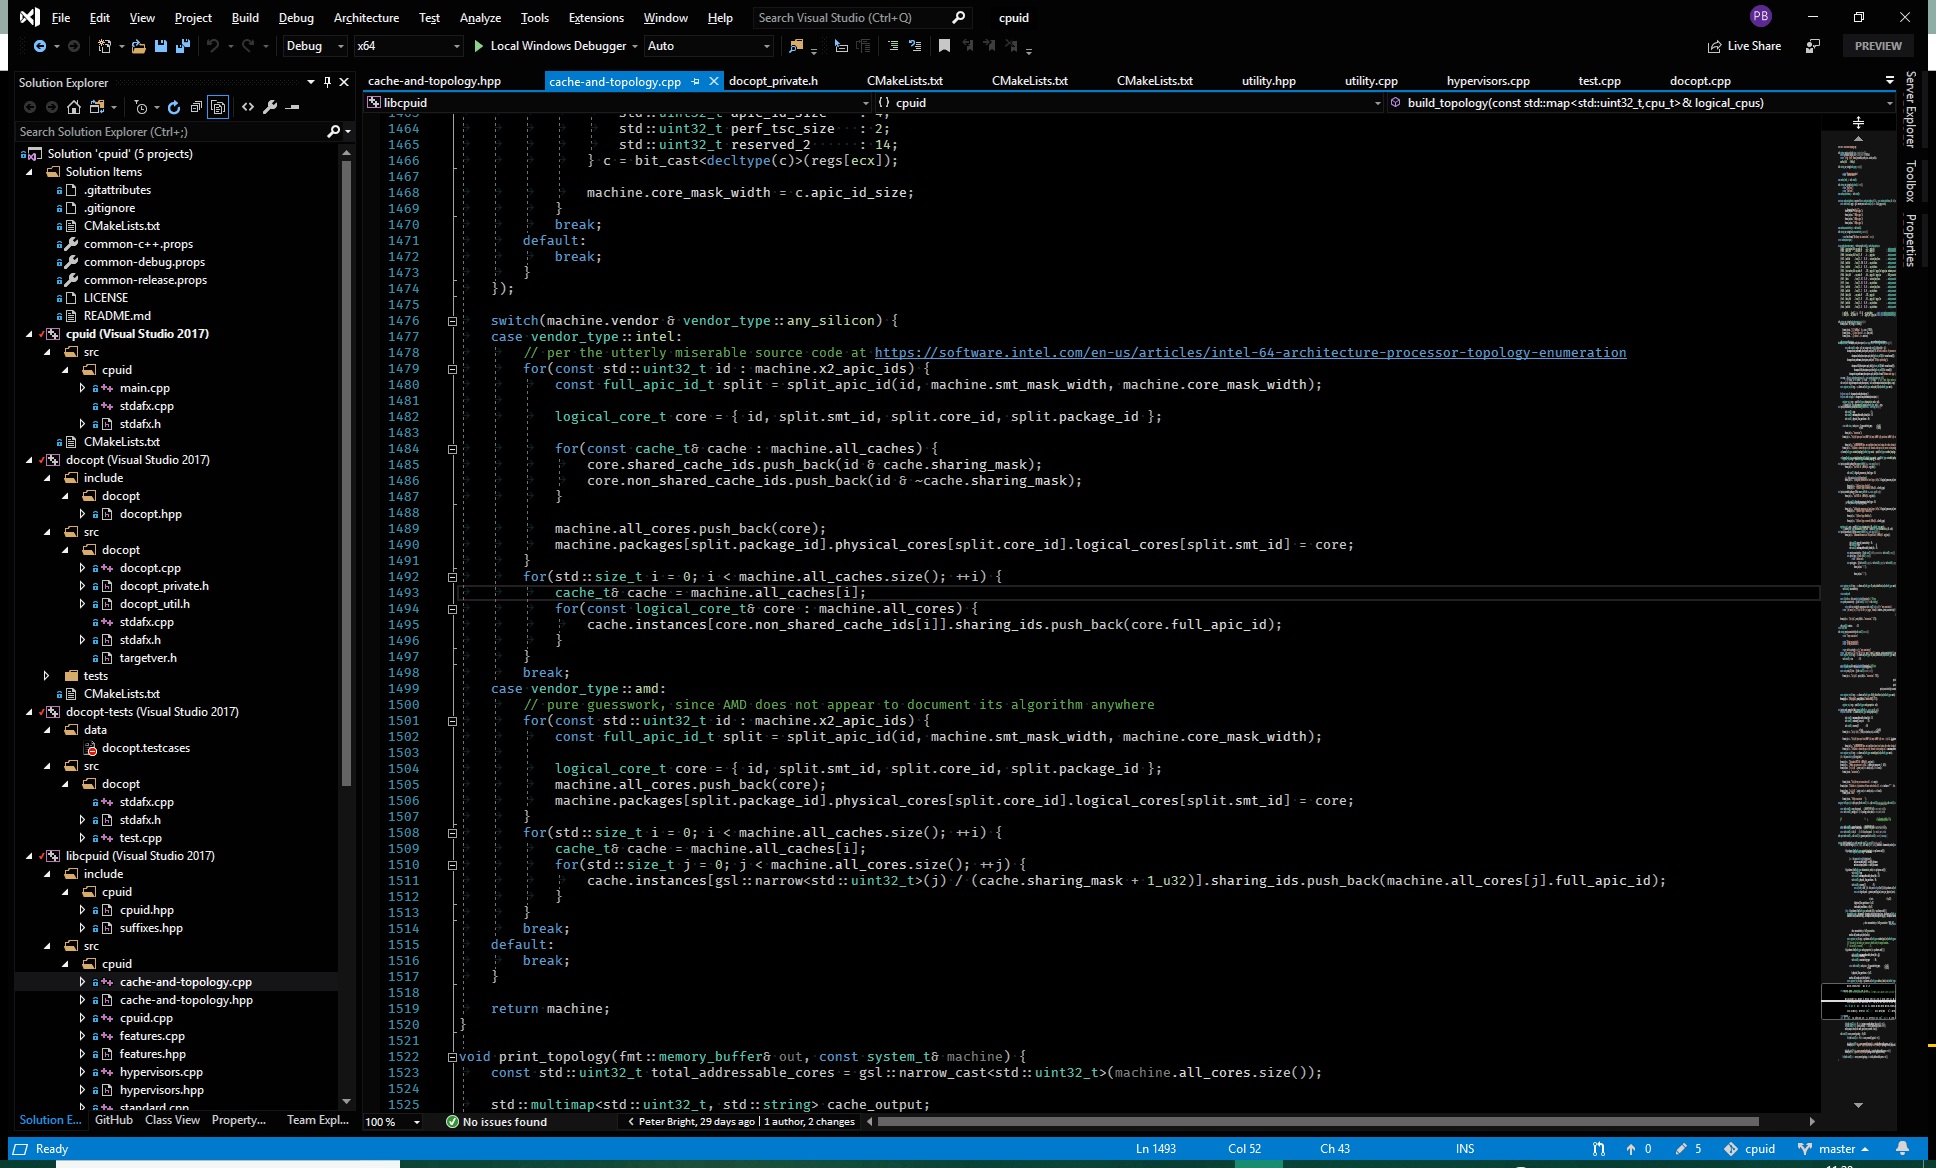 File Edit View Project Build Debug Architecture Test Analyze Tools Extensions Window Help Search Visual Studio (Ctrl+Q) cpuid PB
Debug x64 Local Windows Debugger Auto Live Share PREVIEW
Solution Explorer
Search Solution Explorer (Ctrl+;)
Solution 'cpuid' (5 projects)
Solution Items
.gitattributes
.gitignore
CMakeLists.txt
common-c++.props
common-debug.props
common-release.props
LICENSE
README.md
cpuid (Visual Studio 2017)
src
cpuid
main.cpp
stdafx.cpp
stdafx.h
CMakeLists.txt
docopt (Visual Studio 2017)
include
docopt
docopt.hpp
src
docopt
docopt.cpp
docopt_private.h
docopt_util.h
stdafx.cpp
stdafx.h
targetver.h
tests
CMakeLists.txt
docopt-tests (Visual Studio 2017)
data
docopt.testcases
src
docopt
stdafx.cpp
stdafx.h
test.cpp
libcpuid (Visual Studio 2017)
include
cpuid
cpuid.hpp
suffixes.hpp
src
cpuid
cache-and-topology.cpp
cache-and-topology.hpp
cpuid.cpp
features.cpp
features.hpp
hypervisors.cpp
hypervisors.hpp
standard.cpp
Solution E... GitHub Class View Property... Team Expl...
cache-and-topology.hpp cache-and-topology.cpp docopt_private.h CMakeLists.txt CMakeLists.txt CMakeLists.txt utility.hpp utility.cpp hypervisors.cpp test.cpp docopt.cpp
libcpuid {} cpuid build_topology(const std::map<std::uint32_t,cpu_t>& logical_cpus)
1463 std::uint32_t apic_id_size : 4;
1464 std::uint32_t perf_tsc_size : 2;
1465 std::uint32_t reserved_2 : 14;
1466 } c = bit_cast<decltype(c)>(regs[ecx]);
1467
1468 machine.core_mask_width = c.apic_id_size;
1469 }
1470 break;
1471 default:
1472 break;
1473 }
1474 });
1475
1476 switch(machine.vendor & vendor_type::any_silicon) {
1477 case vendor_type::intel:
1478 // per the utterly miserable source code at https://software.intel.com/en-us/articles/intel-64-architecture-processor-topology-enumeration
1479 for(const std::uint32_t id : machine.x2_apic_ids) {
1480 const full_apic_id_t split = split_apic_id(id, machine.smt_mask_width, machine.core_mask_width);
1481
1482 logical_core_t core = { id, split.smt_id, split.core_id, split.package_id };
1483
1484 for(const cache_t& cache : machine.all_caches) {
1485 core.shared_cache_ids.push_back(id & cache.sharing_mask);
1486 core.non_shared_cache_ids.push_back(id & ~cache.sharing_mask);
1487 }
1488
1489 machine.all_cores.push_back(core);
1490 machine.packages[split.package_id].physical_cores[split.core_id].logical_cores[split.smt_id] = core;
1491 }
1492 for(std::size_t i = 0; i < machine.all_caches.size(); ++i) {
1493 cache_t& cache = machine.all_caches[i];
1494 for(const logical_core_t& core : machine.all_cores) {
1495 cache.instances[core.non_shared_cache_ids[i]].sharing_ids.push_back(core.full_apic_id);
1496 }
1497 }
1498 break;
1499 case vendor_type::amd:
1500 // pure guesswork, since AMD does not appear to document its algorithm anywhere
1501 for(const std::uint32_t id : machine.x2_apic_ids) {
1502 const full_apic_id_t split = split_apic_id(id, machine.smt_mask_width, machine.core_mask_width);
1503
1504 logical_core_t core = { id, split.smt_id, split.core_id, split.package_id };
1505 machine.all_cores.push_back(core);
1506 machine.packages[split.package_id].physical_cores[split.core_id].logical_cores[split.smt_id] = core;
1507 }
1508 for(std::size_t i = 0; i < machine.all_caches.size(); ++i) {
1509 cache_t& cache = machine.all_caches[i];
1510 for(std::size_t j = 0; j < machine.all_cores.size(); ++j) {
1511 cache.instances[gsl::narrow<std::uint32_t>(j) / (cache.sharing_mask + 1_u32)].sharing_ids.push_back(machine.all_cores[j].full_apic_id);
1512 }
1513 }
1514 break;
1515 default:
1516 break;
1517 }
1518
1519 return machine;
1520 }
1521
1522 void print_topology(fmt::memory_buffer& out, const system_t& machine) {
1523 const std::uint32_t total_addressable_cores = gsl::narrow_cast<std::uint32_t>(machine.all_cores.size());
1524
1525 std::multimap<std::uint32_t, std::string> cache_output;
100 % No issues found Peter Bright, 29 days ago | 1 author, 2 changes
Server Explorer
Toolbox
Properties
Ready Ln 1493 Col 52 Ch 43 INS 0 5 cpuid master